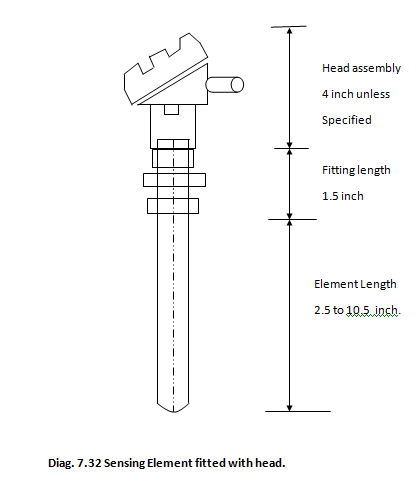 Head assembly
4 inch unless
Specified
Fitting length
1.5 inch
Element Length
2.5 to 10.5 inch.
Diag. 7.32 Sensing Element fitted with head.